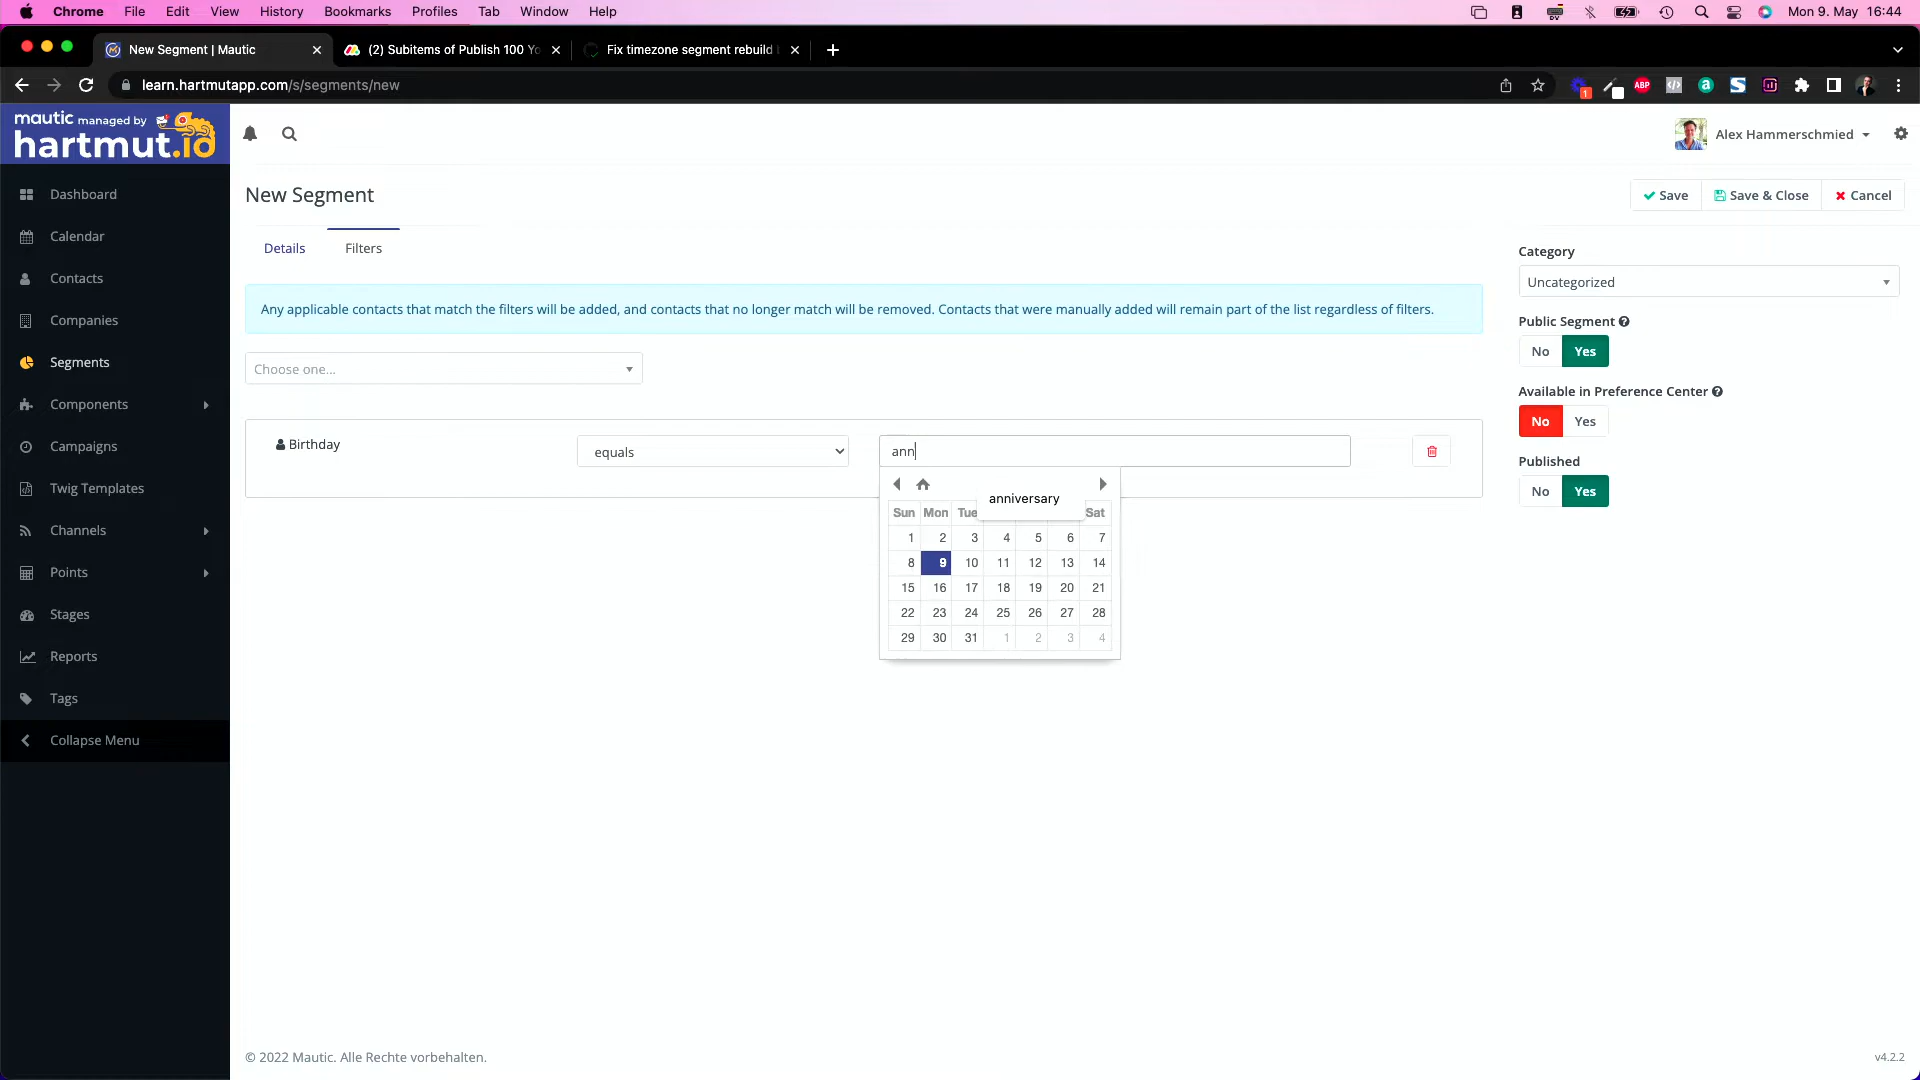 Chrome File Edit View History Bookmarks Profiles Tab Window Help Mon 9. May 16:44
New Segment | Mautic (2) Subitems of Publish 100 Yo Fix timezone segment rebuild
learn.hartmutapp.com/s/segments/new
mautic managed by
hartmut.io
Alex Hammerschmied
Dashboard
Calendar
Contacts
Companies
Segments
Components
Campaigns
Twig Templates
Channels
Points
Stages
Reports
Tags
Collapse Menu
New Segment
Save Save & Close Cancel
Details Filters
Any applicable contacts that match the filters will be added, and contacts that no longer match will be removed. Contacts that were manually added will remain part of the list regardless of filters.
Choose one...
Birthday equals ann
anniversary
Sun Mon Tue Sat
1 2 3 4 5 6 7
8 9 10 11 12 13 14
15 16 17 18 19 20 21
22 23 24 25 26 27 28
29 30 31 1 2 3 4
Category
Uncategorized
Public Segment
No Yes
Available in Preference Center
No Yes
Published
No Yes
© 2022 Mautic. Alle Rechte vorbehalten.
v4.2.2